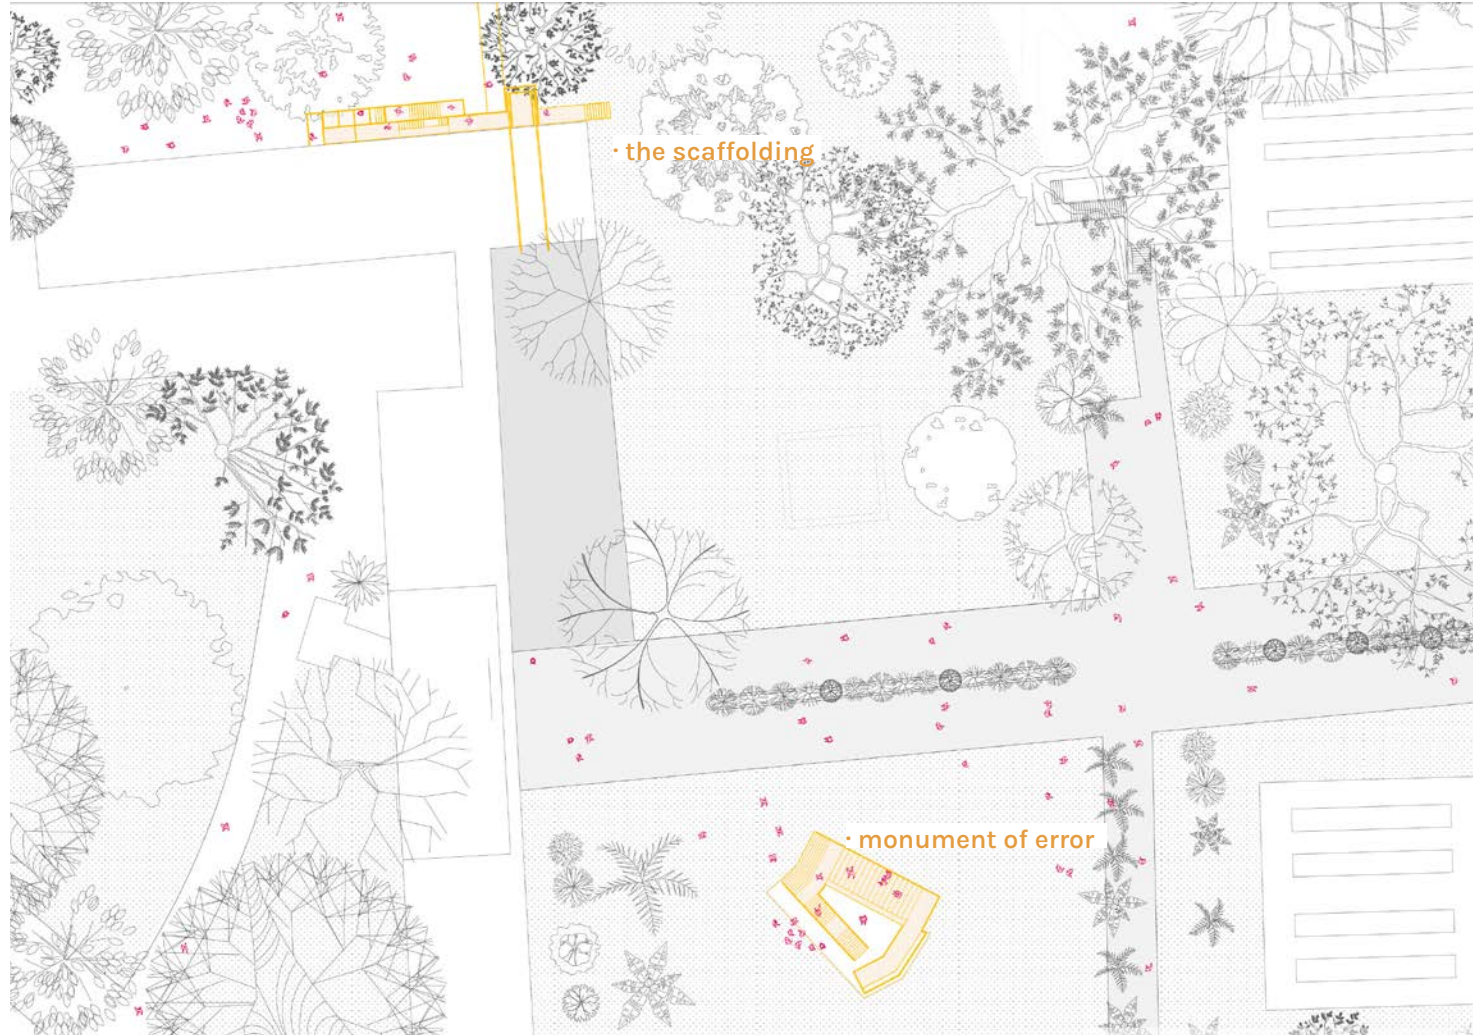 · the scaffolding
· monument of error